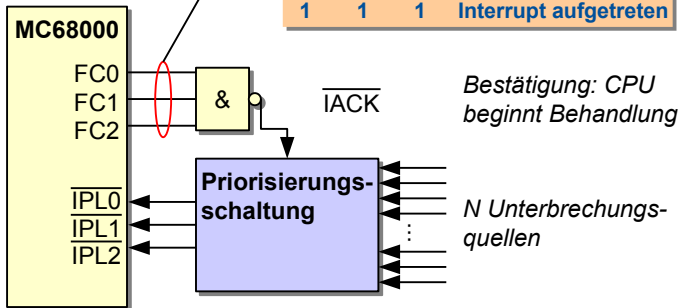 1 1 1 Interrupt aufgetreten
MC68000
FC0
FC1
FC2
&
IACK
Bestätigung: CPU
beginnt Behandlung
IPL0
IPL1
IPL2
Priorisierungs-
schaltung
N Unterbrechungs-
quellen
...